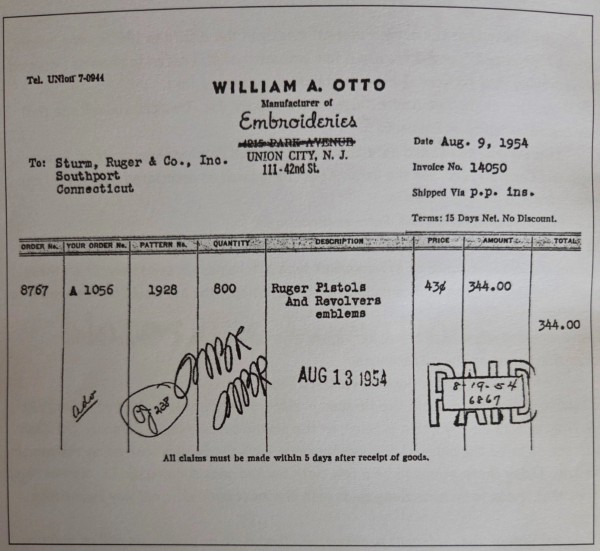 Tel. UNion 7-0944
WILLIAM A. OTTO
Manufacturer of
Embroideries
4215 PARK AVENUE
UNION CITY, N. J.
111-42nd St.
To: Sturm, Ruger & Co., Inc.
Southport
Connecticut
Date Aug. 9, 1954
Invoice No. 14050
Shipped Via p.p. ins.
Terms: 15 Days Net. No Discount.
ORDER No. YOUR ORDER No. PATTERN No. QUANTITY DESCRIPTION PRICE AMOUNT TOTAL
8767 A 1056 1928 800 Ruger Pistols 43¢ 344.00
And Revolvers
emblems
344.00
AUG 13 1954
PAID
8-19-54
6867
238
All claims must be made within 5 days after receipt of goods.